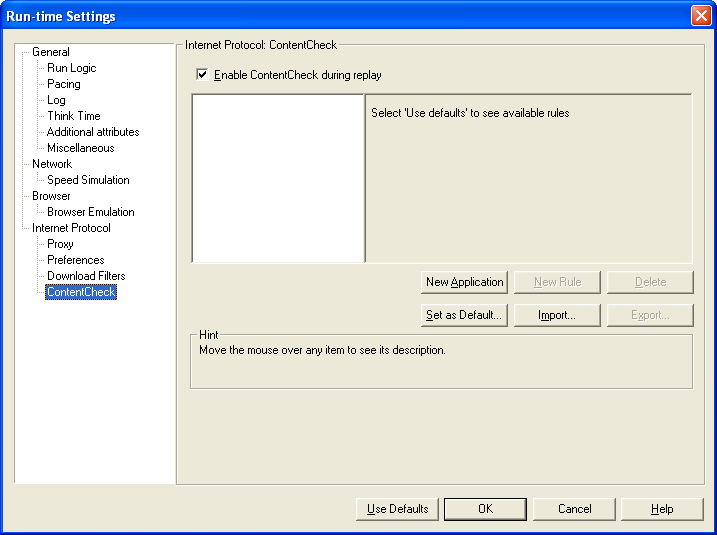 Run-time Settings
General
Run Logic
Pacing
Log
Think Time
Additional attributes
Miscellaneous
Network
Speed Simulation
Browser
Browser Emulation
Internet Protocol
Proxy
Preferences
Download Filters
ContentCheck
Internet Protocol: ContentCheck
Enable ContentCheck during replay
Select 'Use defaults' to see available rules
New Application New Rule Delete
Set as Default... Import... Export...
Hint
Move the mouse over any item to see its description.
Use Defaults OK Cancel Help